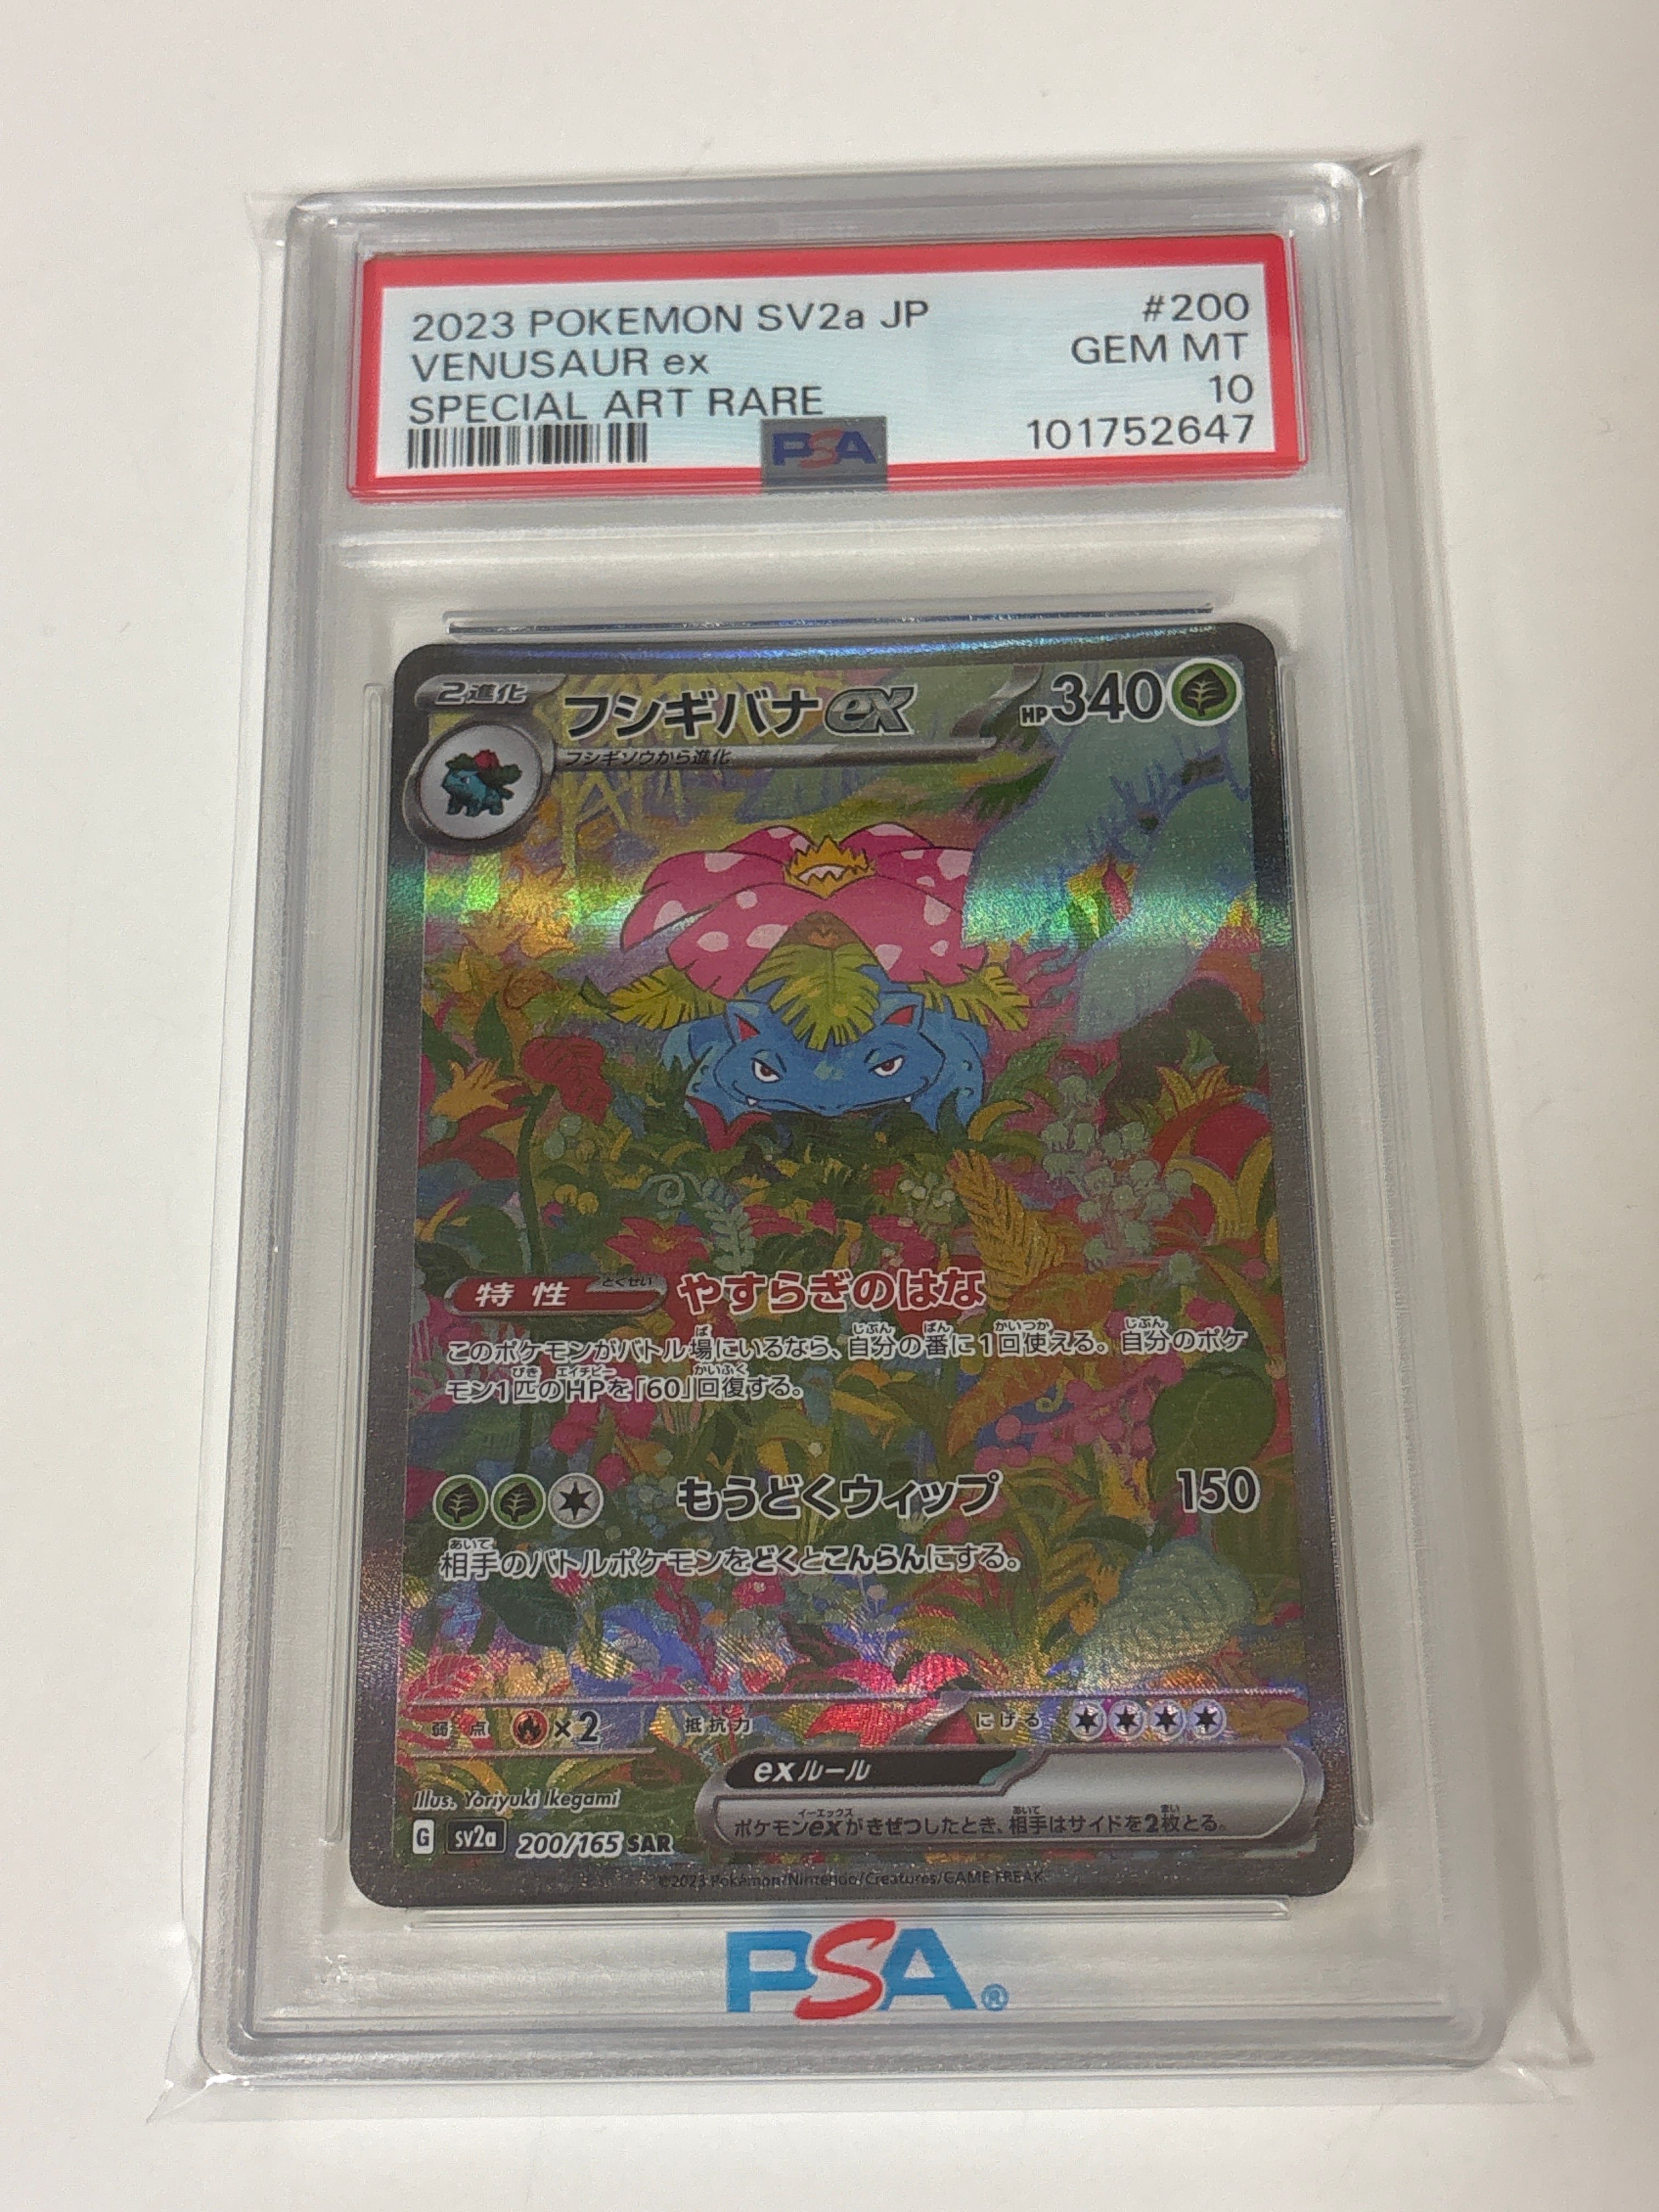 2023 POKEMON SV2a JP #200
VENUSAUR ex GEM MT
SPECIAL ART RARE 10
PSA 101752647
2進化 フシギバナex HP340
フシギソウから進化
特性 とくせい やすらぎのはな
このポケモンがバトル場にいるなら、自分の番に1回使える。自分のポケ
モン1匹のHPを「60」回復する。
もうどくウィップ 150
相手のバトルポケモンをどくとこんらんにする。
弱点 ×2 抵抗力 にげる
exルール
ポケモンexがきぜつしたとき、相手はサイドを2枚とる。
Illus. Yoriyuki Ikegami
G sv2a 200/165 SAR
©2023 Pokémon/Nintendo/Creatures/GAME FREAK
PSA®